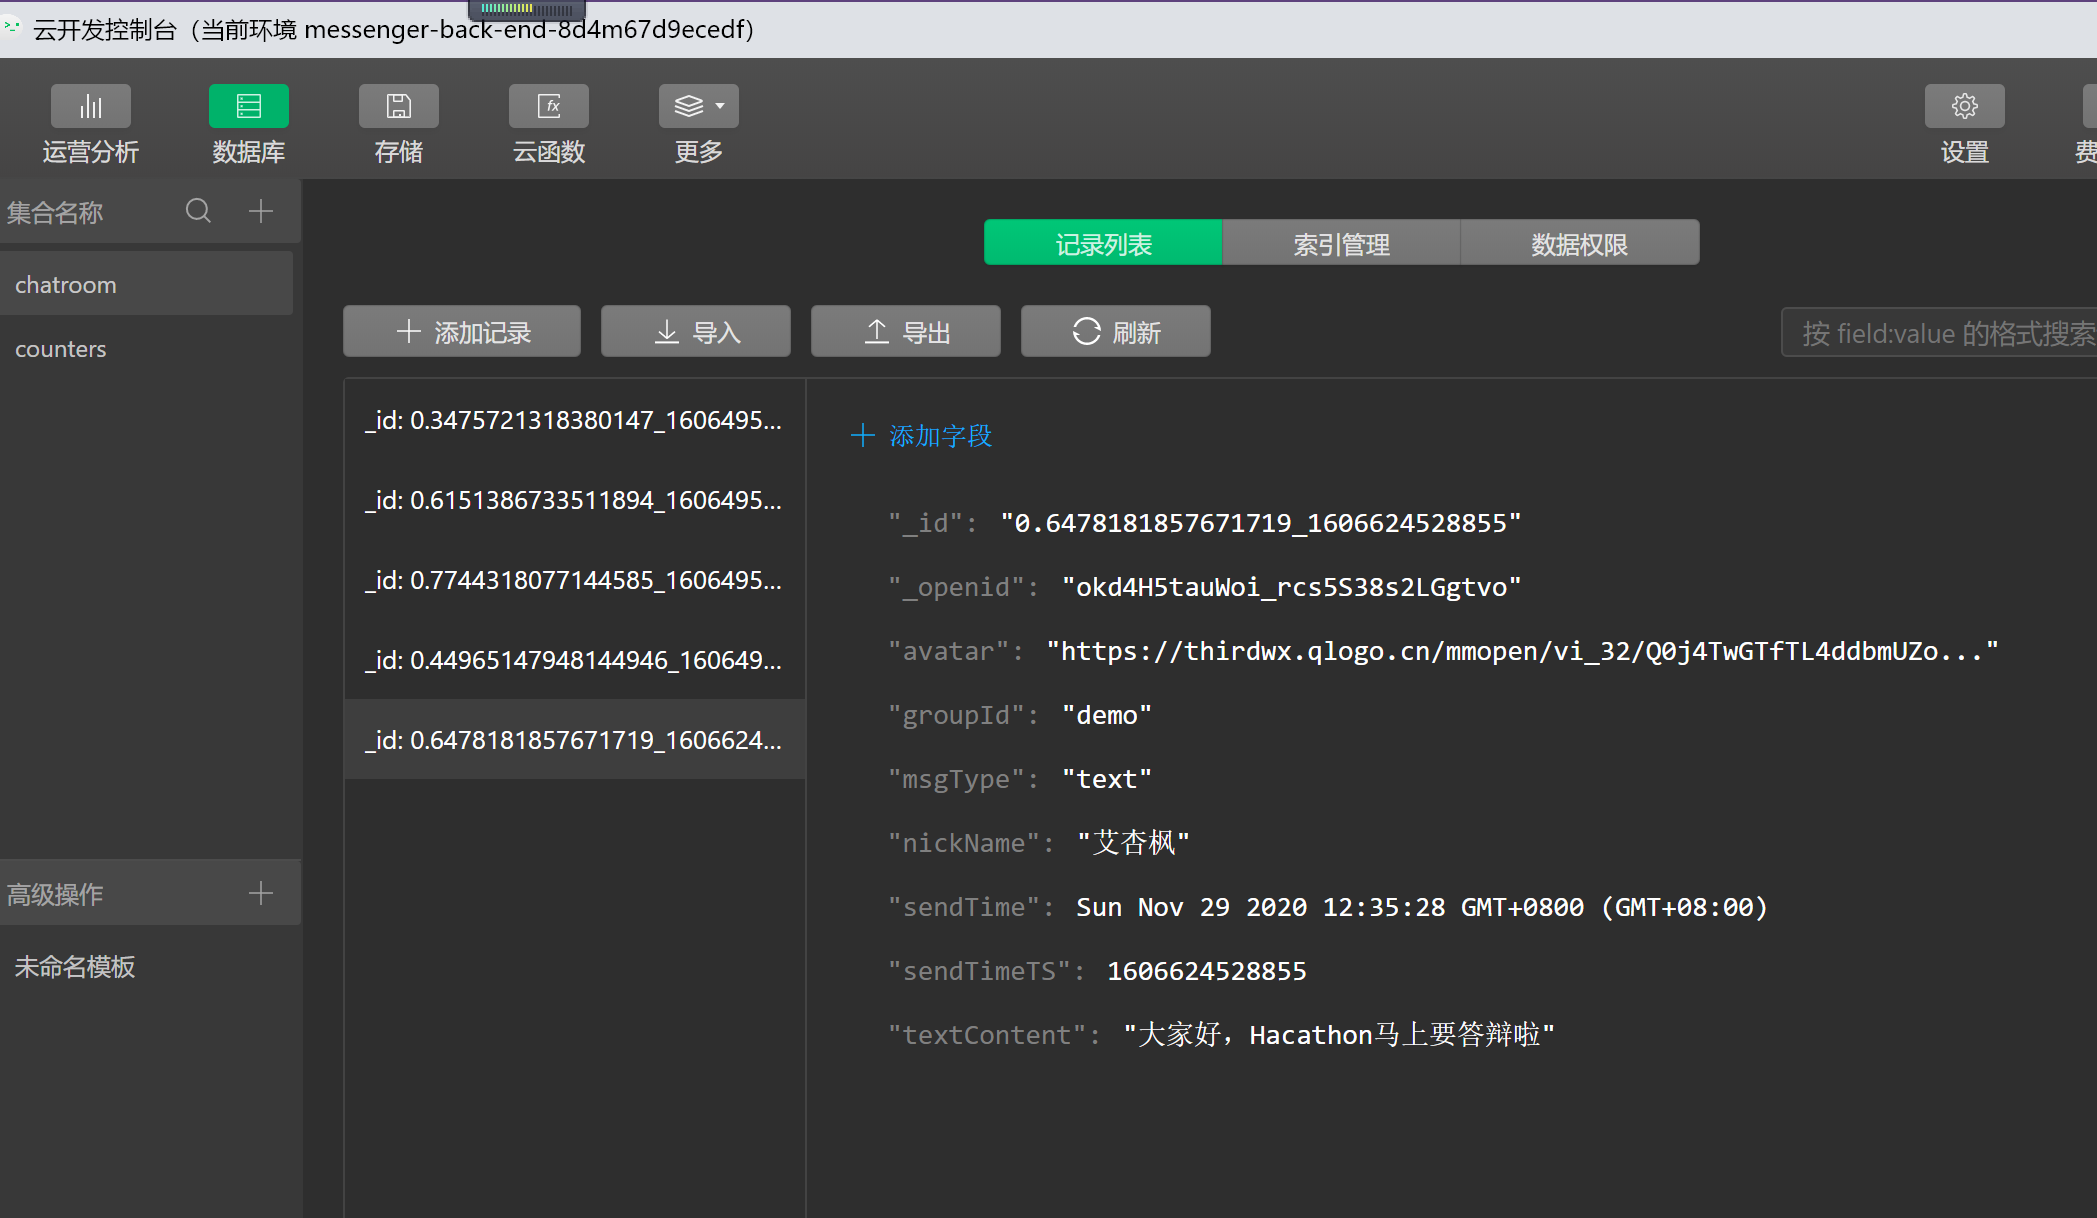 云开发控制台（当前环境 messenger-back-end-8d4m67d9ecedf）
运营分析
数据库
存储
云函数
更多
设置
费
集合名称
chatroom
counters
记录列表
索引管理
数据权限
添加记录
导入
导出
刷新
按 field:value 的格式搜索
_id: 0.3475721318380147_1606495...
_id: 0.6151386733511894_1606495...
_id: 0.7744318077144585_1606495...
_id: 0.44965147948144946_160649...
_id: 0.6478181857671719_1606624...
添加字段
"_id": "0.6478181857671719_1606624528855"
"_openid": "okd4H5tauWoi_rcs5S38s2LGgtvo"
"avatar": "https://thirdwx.qlogo.cn/mmopen/vi_32/Q0j4TwGTfTL4ddbmUZo..."
"groupId": "demo"
"msgType": "text"
"nickName": "艾杏枫"
"sendTime": Sun Nov 29 2020 12:35:28 GMT+0800 (GMT+08:00)
"sendTimeTS": 1606624528855
"textContent": "大家好，Hacathon马上要答辩啦"
高级操作
未命名模板